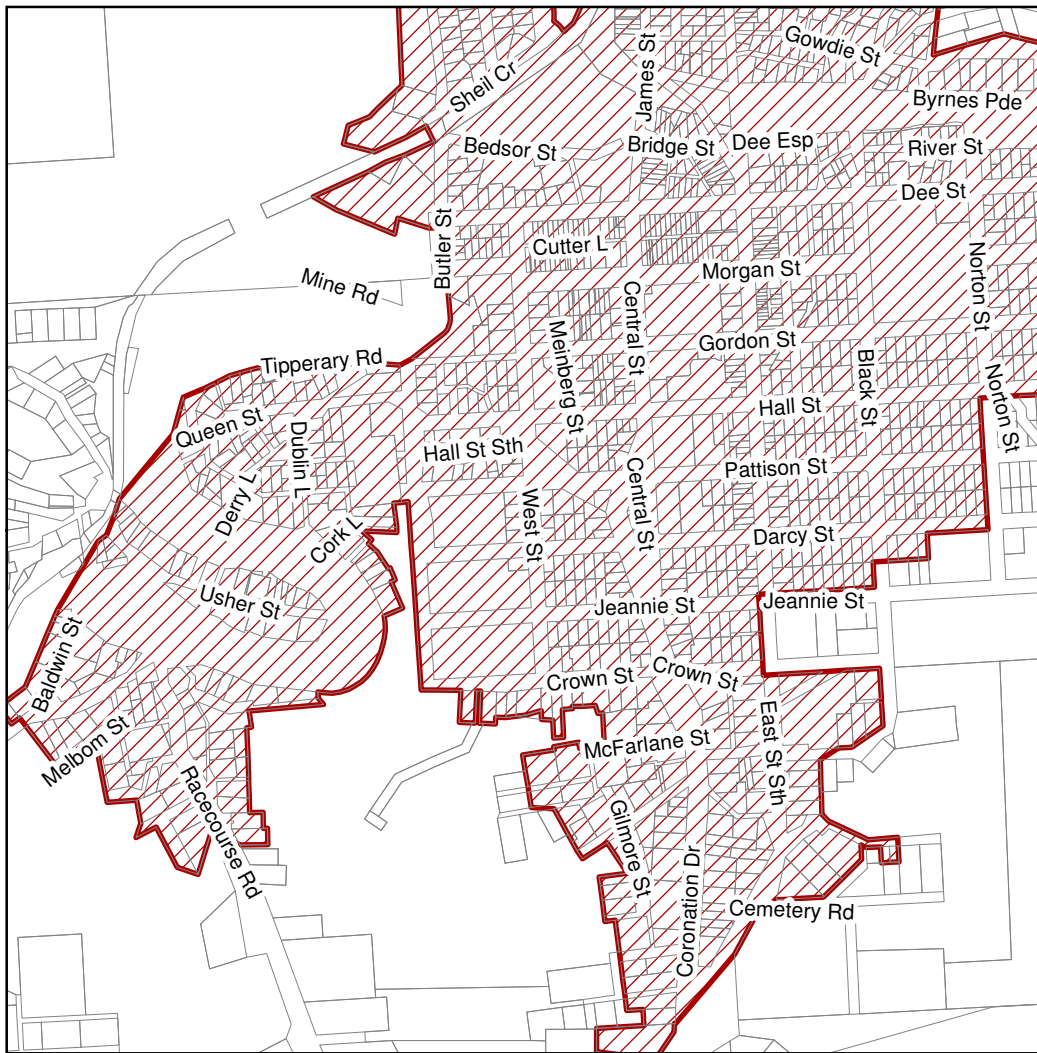 Gowdie St
James St
Sheil Cr
Byrnes Pde
Bedsor St
Bridge St
Dee Esp
River St
Dee St
Butler St
Cutter L
Norton St
Morgan St
Mine Rd
Central St
Meinberg St
Gordon St
Black St
Tipperary Rd
Norton St
Hall St
Queen St
Dublin L
Hall St Sth
Pattison St
Derry L
Central St
West St
Cork L
Darcy St
Usher St
Jeannie St
Jeannie St
Baldwin St
Crown St
Crown St
Melbom St
McFarlane St
East St Sth
Racecourse Rd
Gilmore St
Coronation Dr
Cemetery Rd